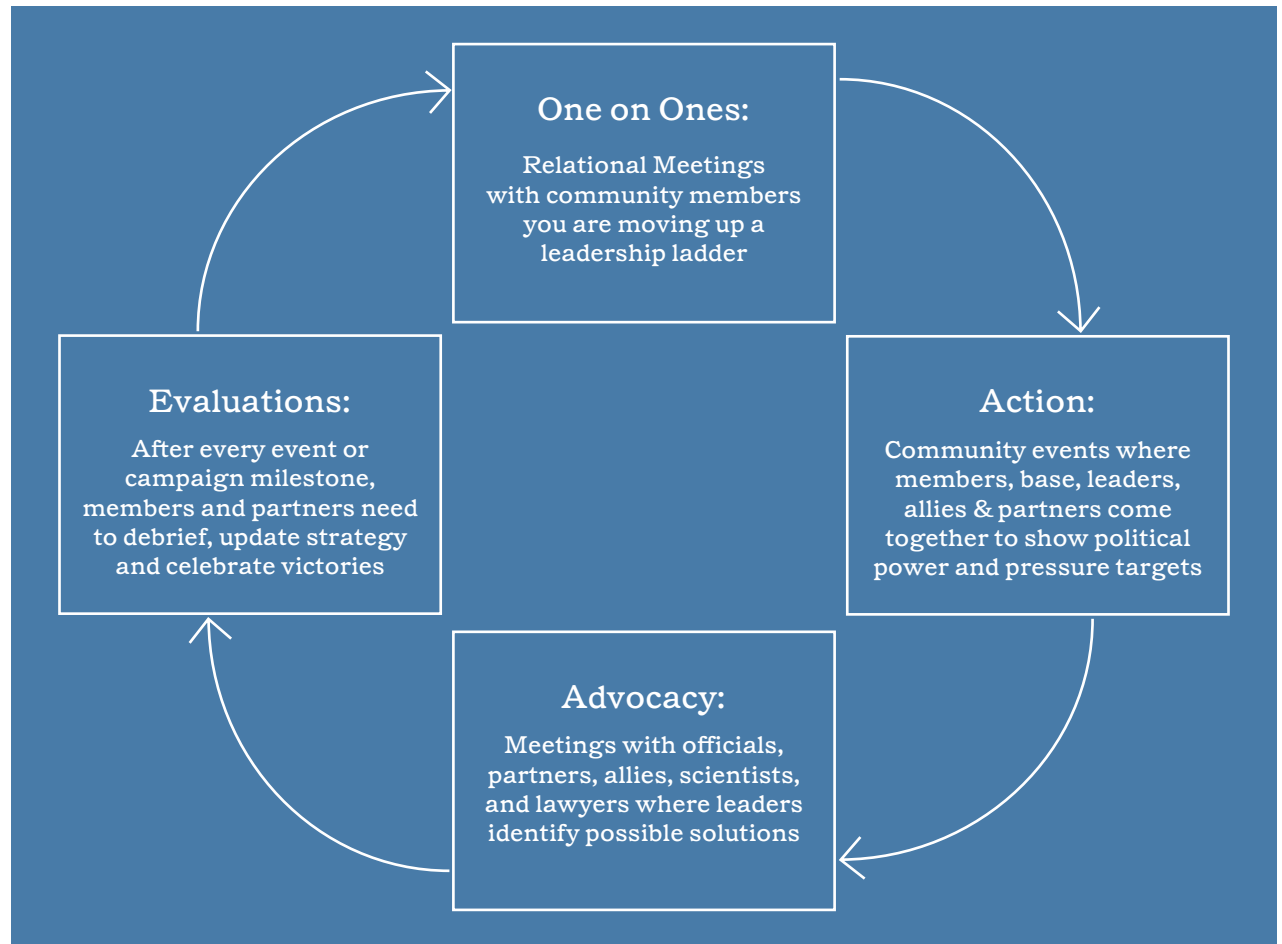 One on Ones:
Relational Meetings
with community members
you are moving up a
leadership ladder
Action:
Community events where
members, base, leaders,
allies & partners come
together to show political
power and pressure targets
Advocacy:
Meetings with officials,
partners, allies, scientists,
and lawyers where leaders
identify possible solutions
Evaluations:
After every event or
campaign milestone,
members and partners need
to debrief, update strategy
and celebrate victories